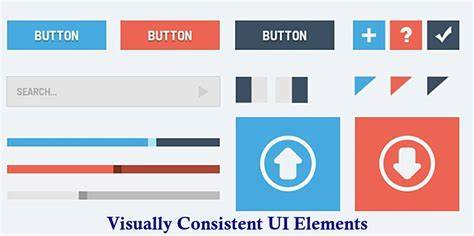 BUTTON BUTTON BUTTON + ?
SEARCH...
Visually Consistent UI Elements